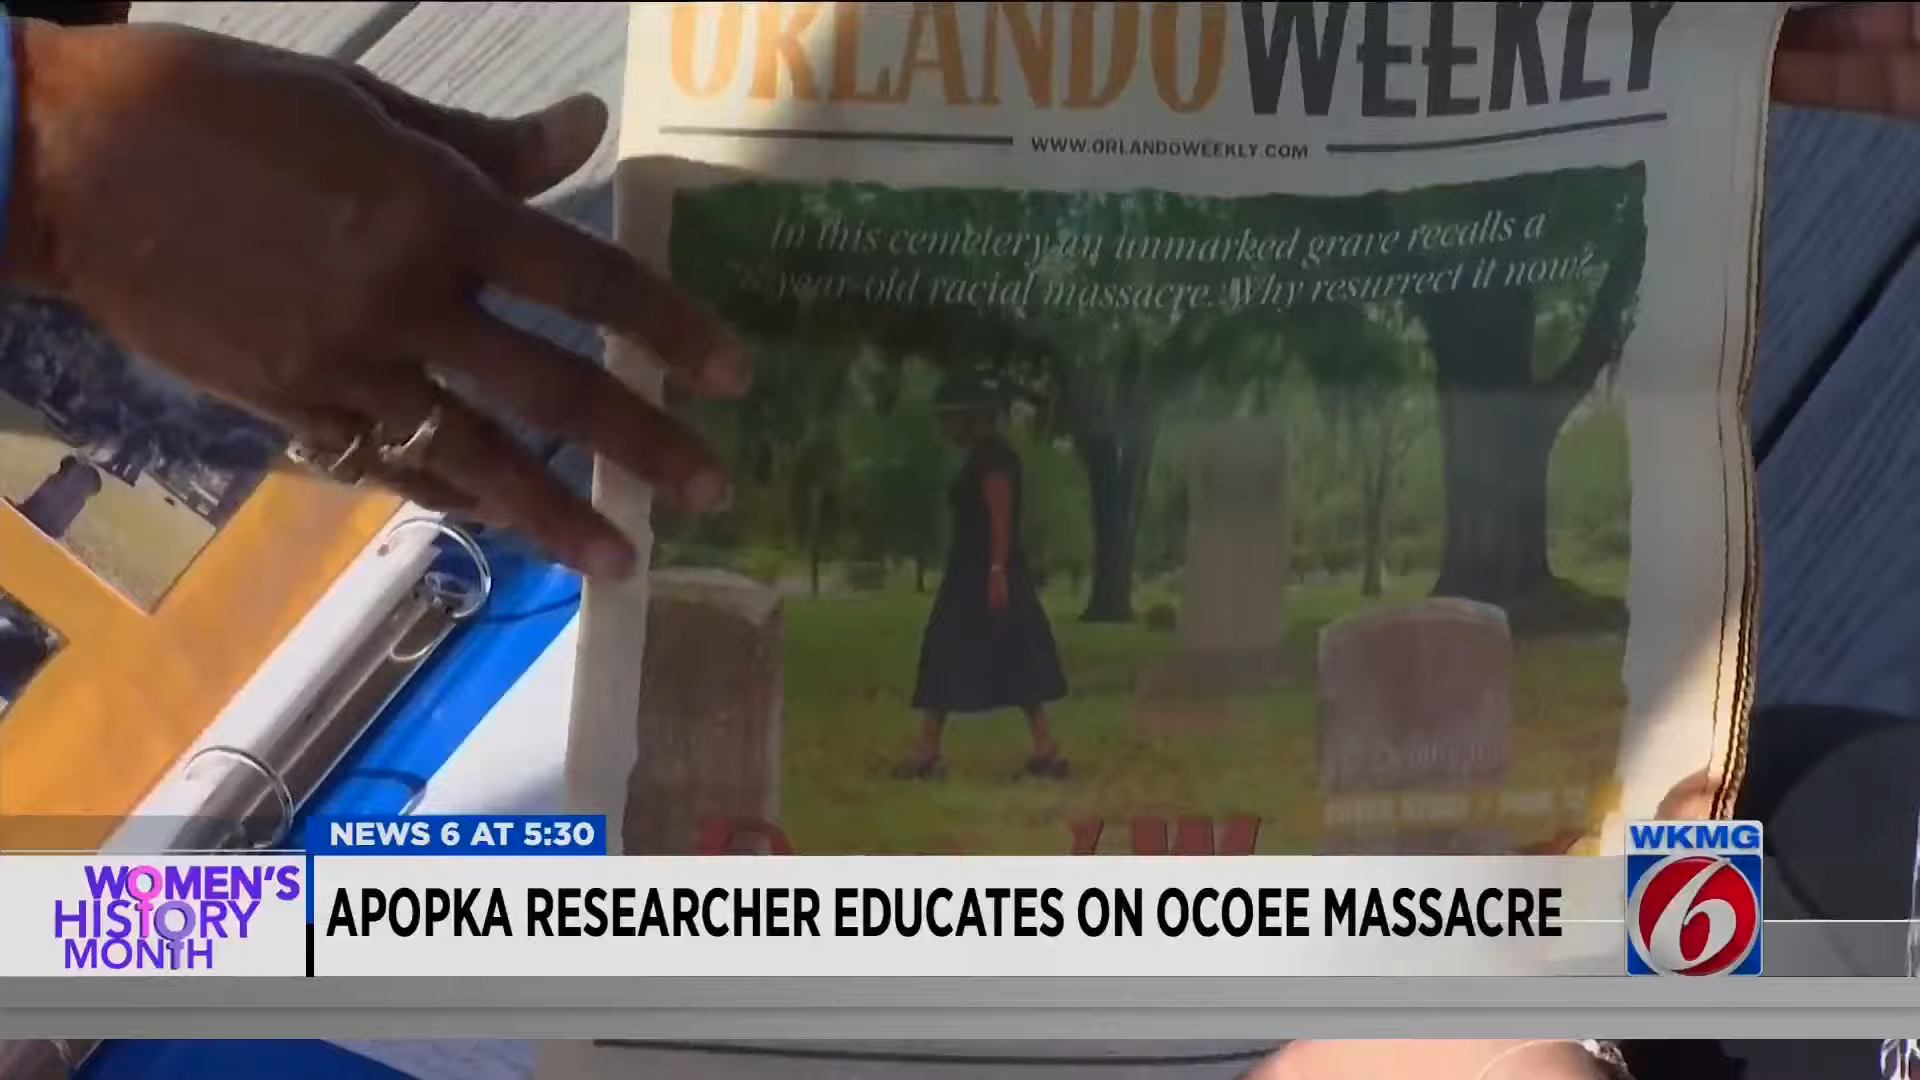 ORLANDO WEEKLY
WWW.ORLANDOWEEKLY.COM
In this cemetery an unmarked grave recalls a
year-old racial massacre. Why resurrect it now?
NEWS 6 AT 5:30
WKMG
6
WOMEN'S
HISTORY
MONTH
APOPKA RESEARCHER EDUCATES ON OCOEE MASSACRE